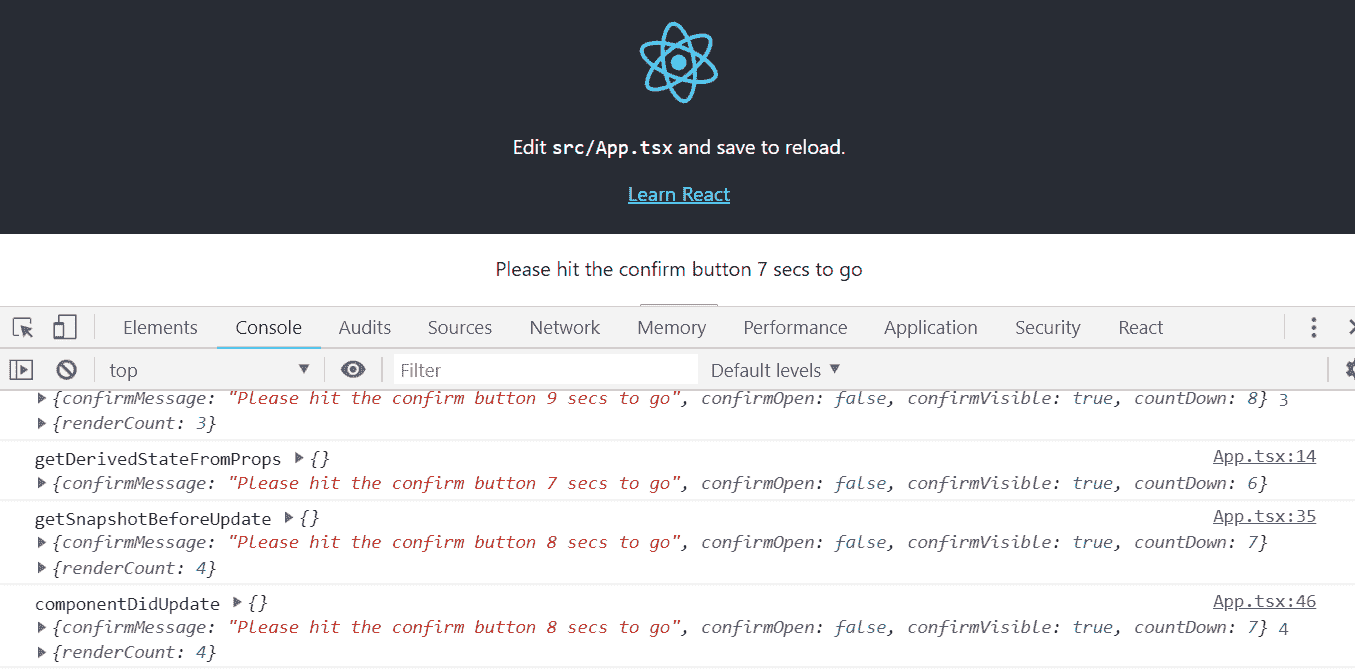 Edit src/App.tsx and save to reload.
Learn React
Please hit the confirm button 7 secs to go
Elements Console Audits Sources Network Memory Performance Application Security React
top Filter Default levels
{confirmMessage: "Please hit the confirm button 9 secs to go", confirmOpen: false, confirmVisible: true, countDown: 8} 3
{renderCount: 3}
getDerivedStateFromProps {} App.tsx:14
{confirmMessage: "Please hit the confirm button 7 secs to go", confirmOpen: false, confirmVisible: true, countDown: 6}
getSnapshotBeforeUpdate {} App.tsx:35
{confirmMessage: "Please hit the confirm button 8 secs to go", confirmOpen: false, confirmVisible: true, countDown: 7}
{renderCount: 4}
componentDidUpdate {} App.tsx:46
{confirmMessage: "Please hit the confirm button 8 secs to go", confirmOpen: false, confirmVisible: true, countDown: 7} 4
{renderCount: 4}